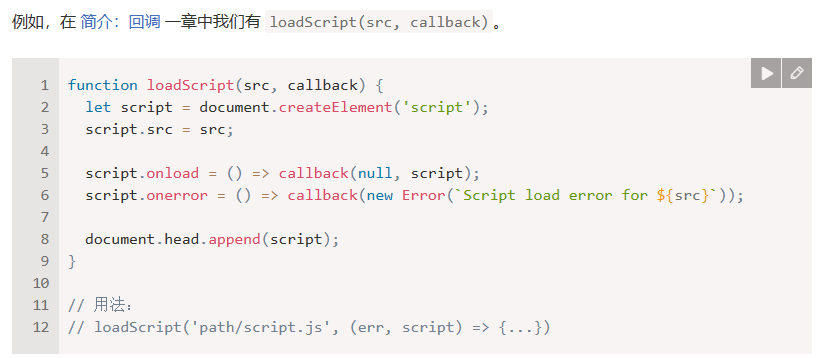 例如，在 简介：回调 一章中我们有 loadScript(src, callback)。
1 function loadScript(src, callback) {
2   let script = document.createElement('script');
3   script.src = src;
4
5   script.onload = () => callback(null, script);
6   script.onerror = () => callback(new Error(`Script load error for ${src}`));
7
8   document.head.append(script);
9 }
10
11 // 用法：
12 // loadScript('path/script.js', (err, script) => {...})